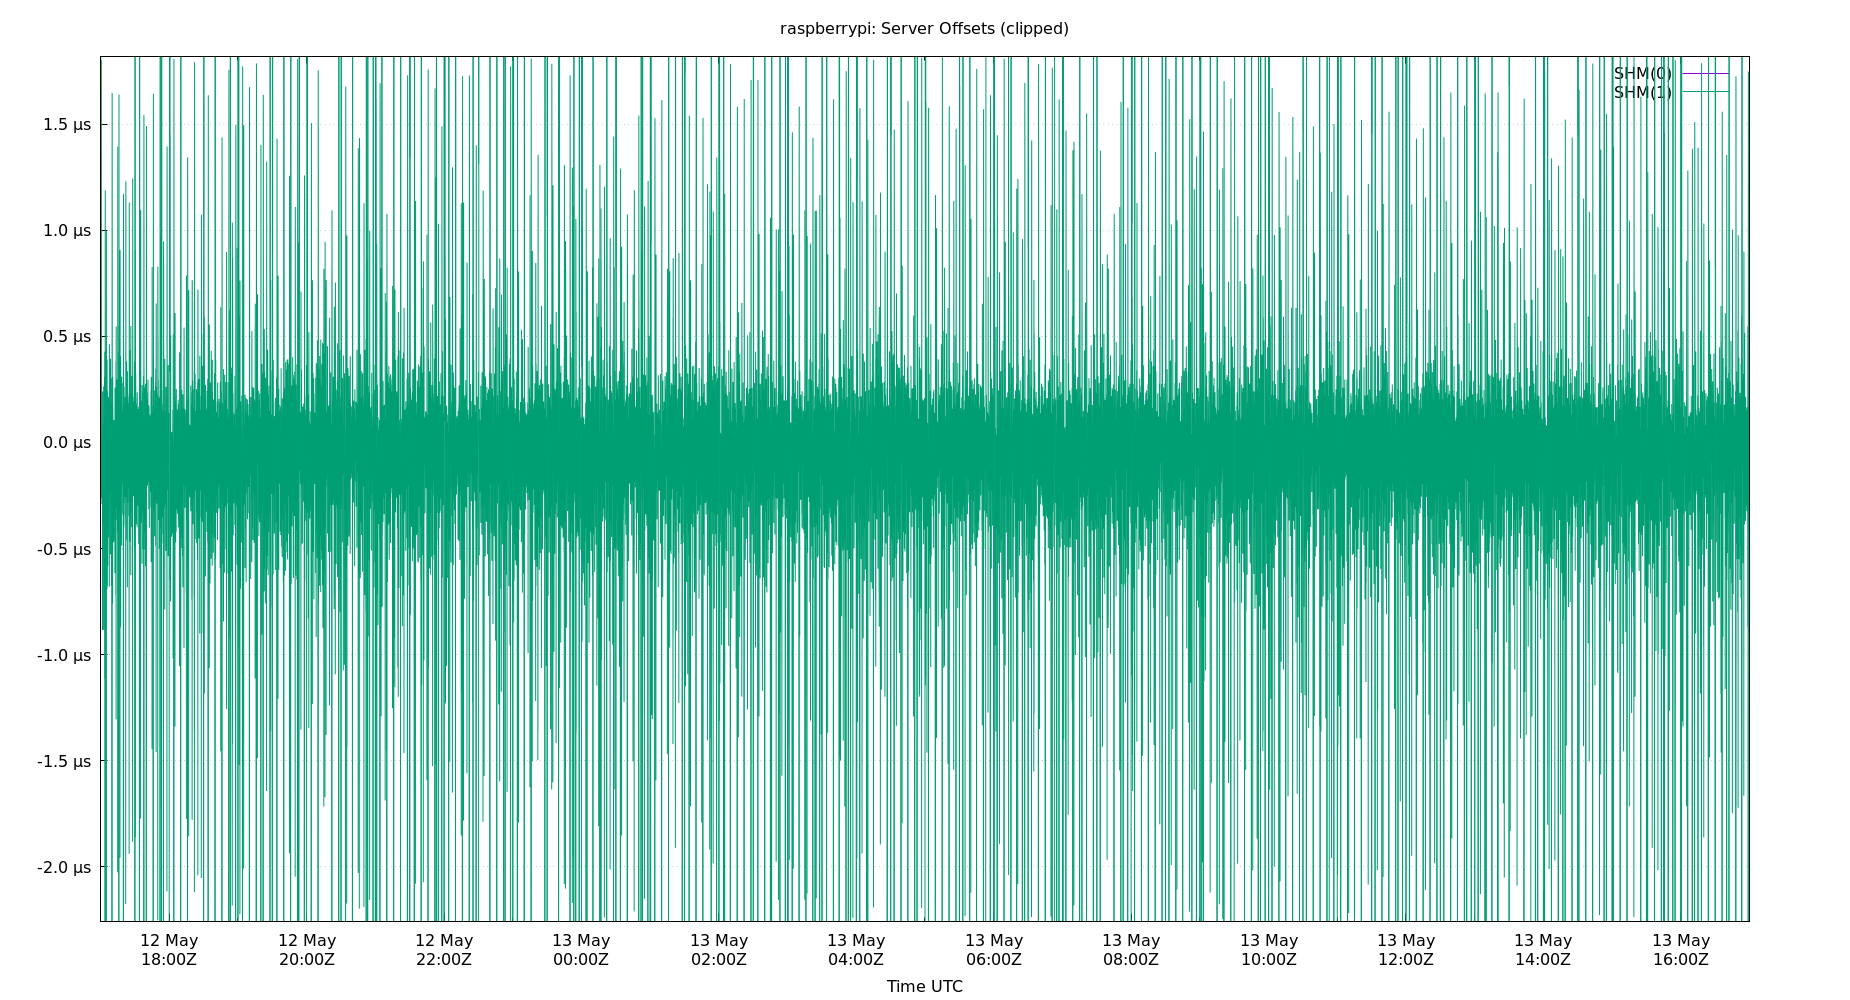 raspberrypi: Server Offsets (clipped)
SHM(0)
SHM(1)
1.5 µs
1.0 µs
0.5 µs
0.0 µs
-0.5 µs
-1.0 µs
-1.5 µs
-2.0 µs
12 May 12 May 12 May 13 May 13 May 13 May 13 May 13 May 13 May 13 May 13 May 13 May
18:00Z 20:00Z 22:00Z 00:00Z 02:00Z 04:00Z 06:00Z 08:00Z 10:00Z 12:00Z 14:00Z 16:00Z
Time UTC